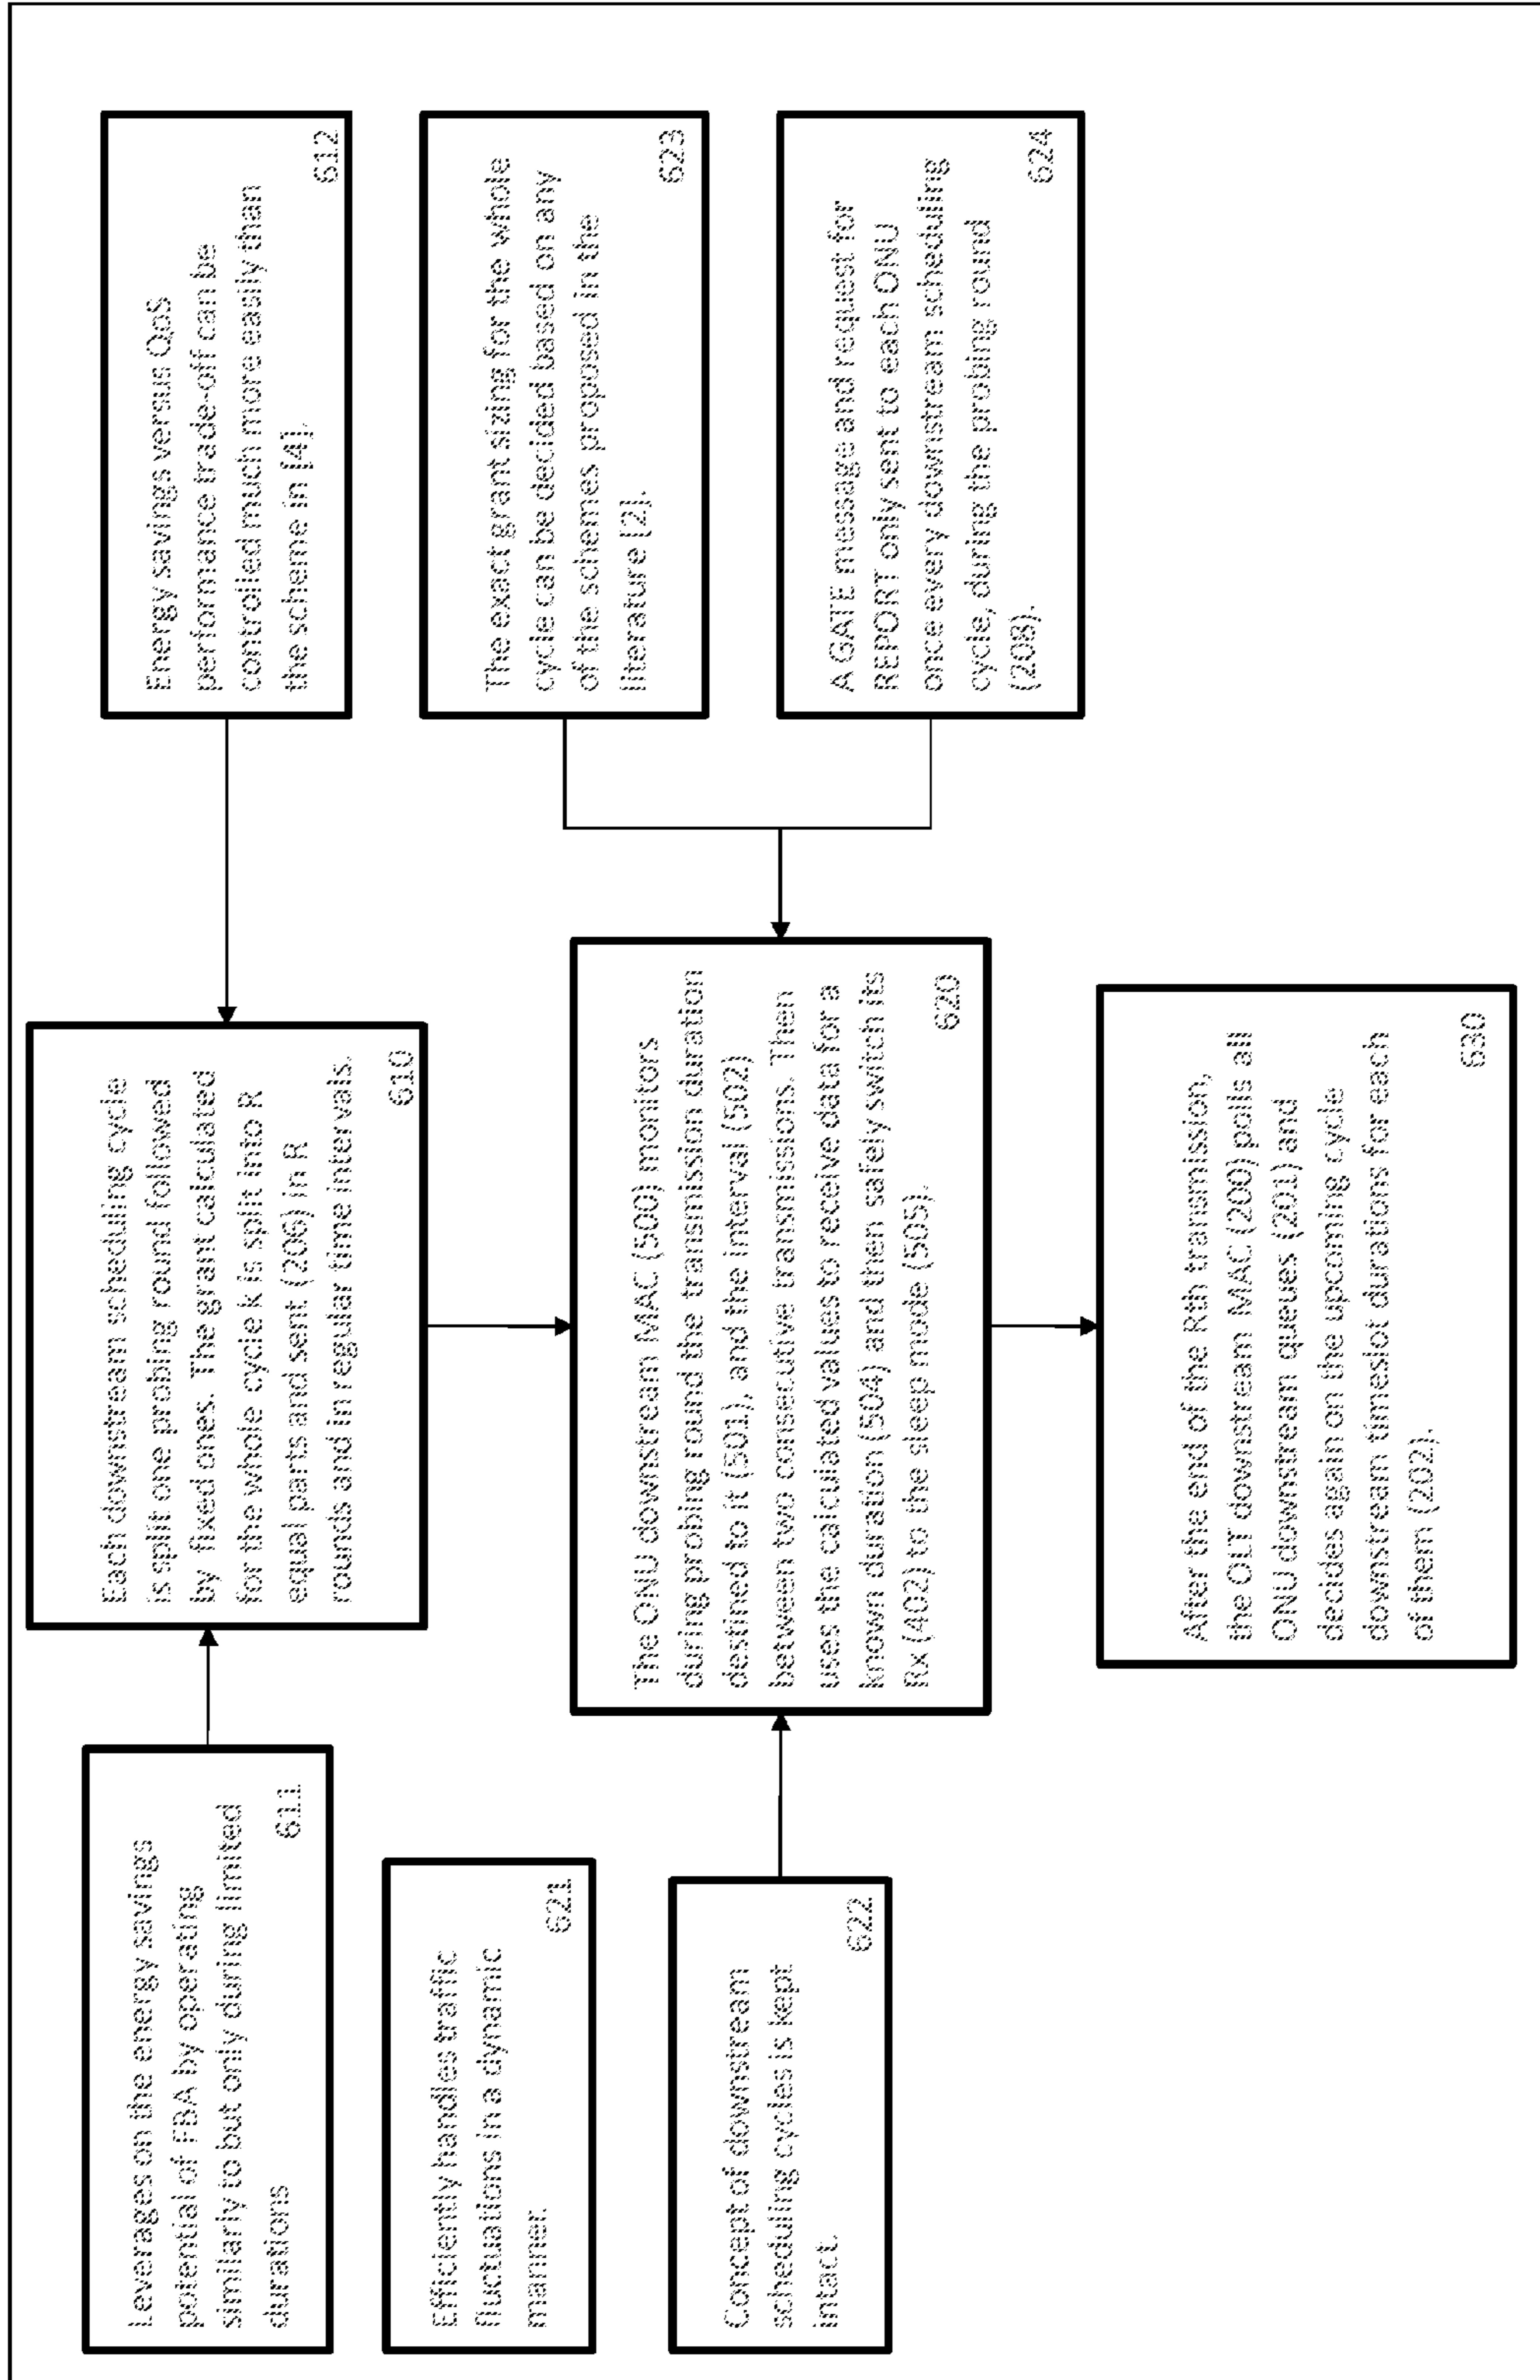 Leverages on the energy savings
potential of FBA by operating
similarly to but only during limited
durations
611
Each downstream scheduling cycle
is split one probing round followed
by fixed ones. The grant calculated
for the whole cyclek is split into R
equal parts and sent (206) in R
rounds and in regular time intervals.
610
Energy savings versus QoS
performance trade-off can be
controlled much more easily than
the scheme in [4].
612
Efficiently handles traffic
fluctuations in a dynamic
manner.
621
Concept of downstream
scheduling cycles is kept
intact.
622
The ONU downstream MAC (500) monitors
during probing round the transmission duration
destined to it (501), and the interval (502)
between two consecutive transmissions. Then
uses the calculated values to receive data for a
known duration (504) and then safely switch its
Rx (402) to the sleep mode (505).
620
The exact grant sizing for the whole
cycle can be decided based on any
of the schemes proposed in the
literature [2].
623
A GATE message and request for
REPORT only sent to each ONU
once every downstream scheduling
cycle, during the probing round
(208).
624
After the end of the Rth transmission,
the OLT downstream MAC (200) polls all
ONU downstream queues (201) and
decides again on the upcoming cycle
downstream timeslot durations for each
of them (202).
630